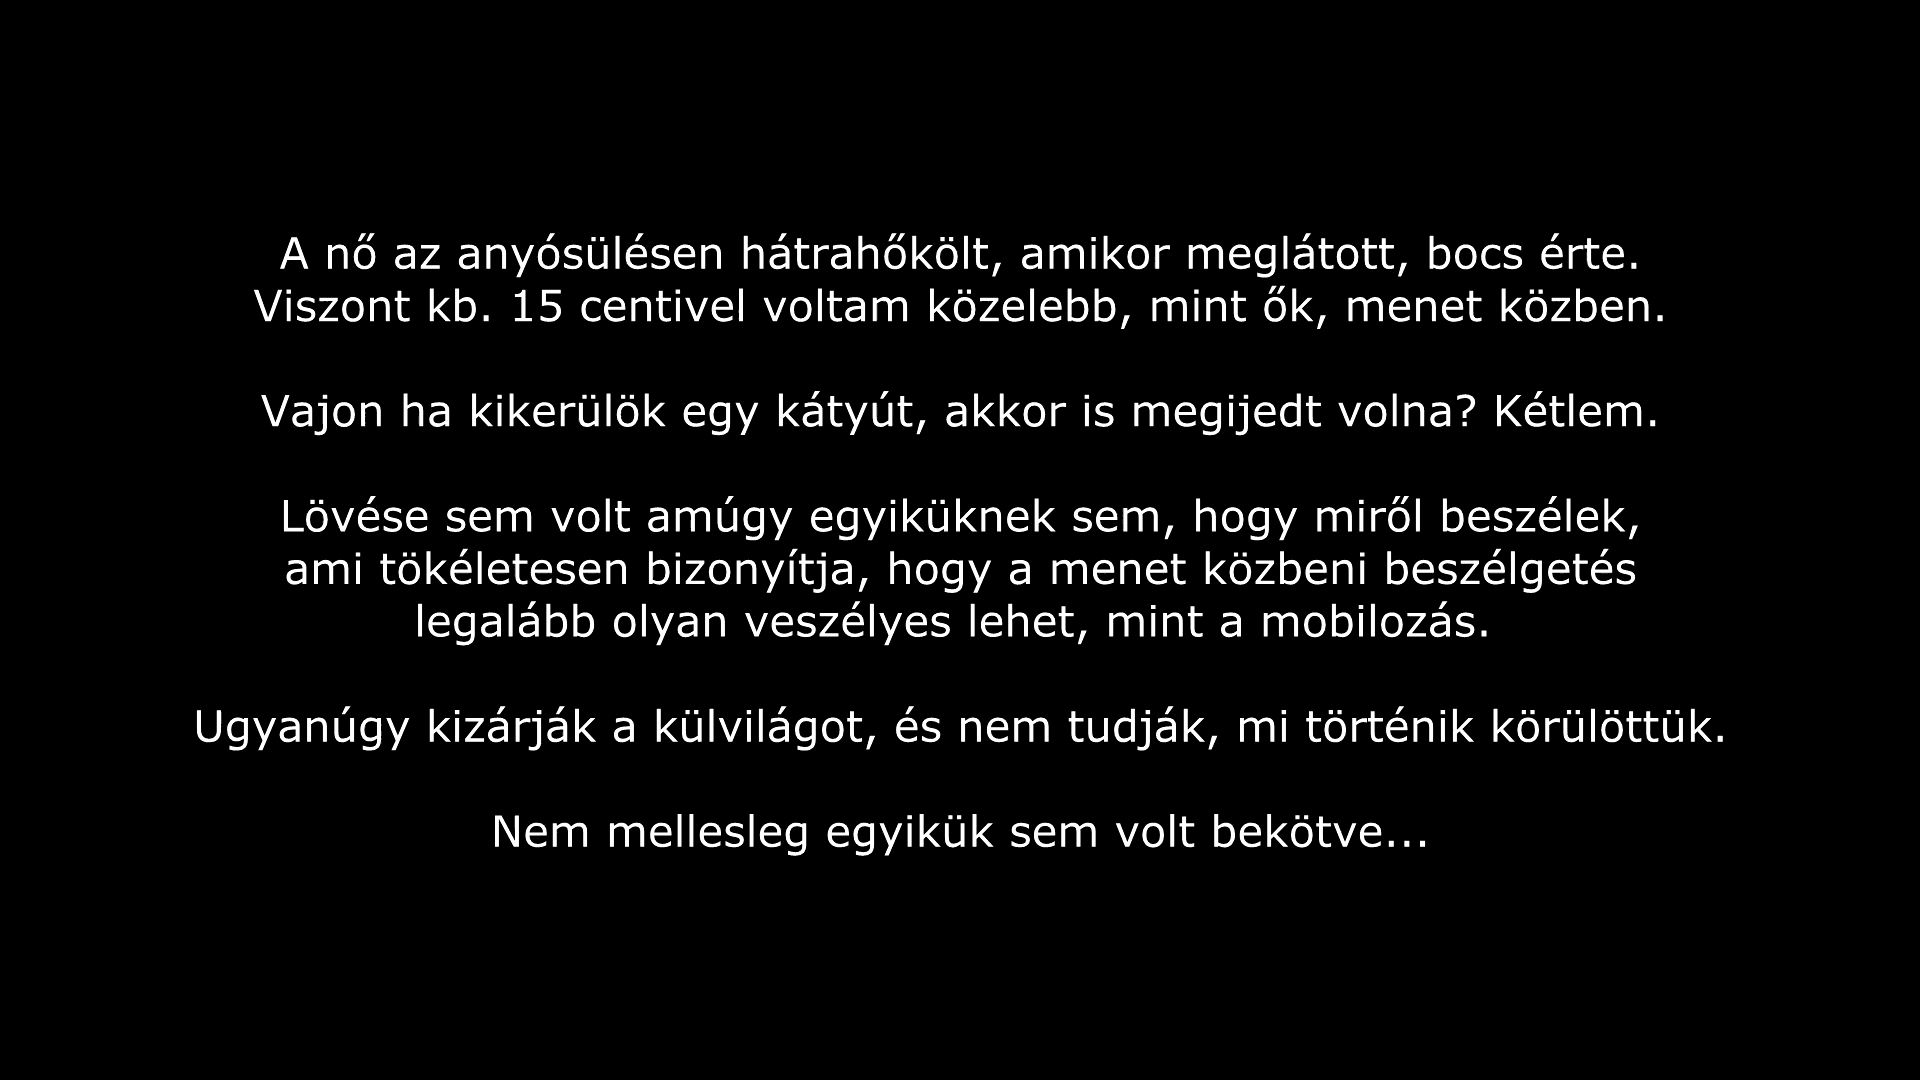 A nő az anyósülésen hátrahőkölt, amikor meglátott, bocs érte.
Viszont kb. 15 centivel voltam közelebb, mint ők, menet közben.
Vajon ha kikerülök egy kátyút, akkor is megijedt volna? Kétlem.
Lövése sem volt amúgy egyiküknek sem, hogy miről beszélek,
ami tökéletesen bizonyítja, hogy a menet közbeni beszélgetés
legalább olyan veszélyes lehet, mint a mobilozás.
Ugyanúgy kizárják a külvilágot, és nem tudják, mi történik körülöttük.
Nem mellesleg egyikük sem volt bekötve...